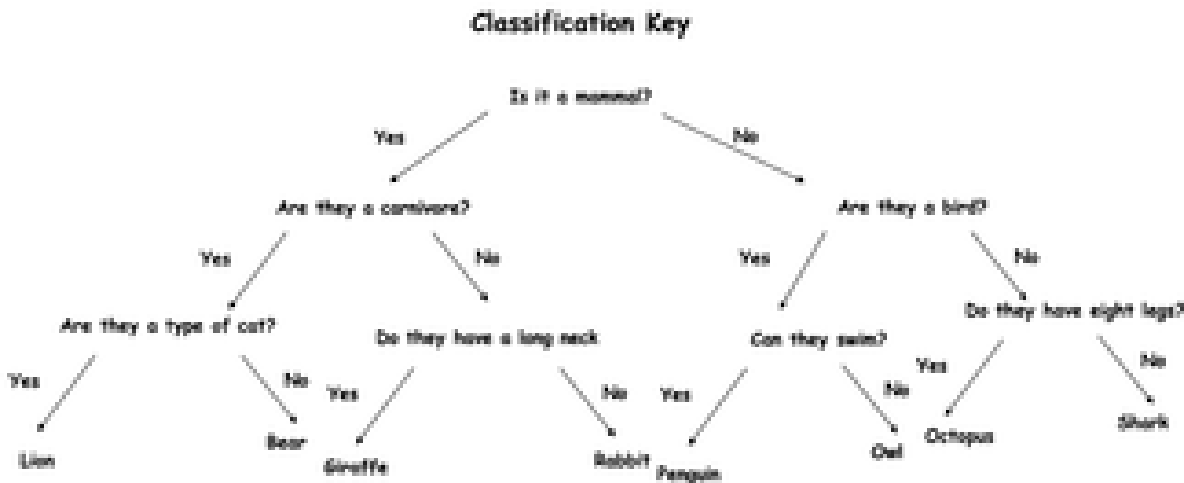 Classification Key
Is it a mammal?
Yes
No
Are they a carnivore?
Are they a bird?
Yes
No
Yes
No
Are they a type of cat?
Do they have a long neck
Can they swim?
Do they have eight legs?
Yes
No
Yes
No
Yes
No
Yes
No
Lion
Bear
Giraffe
Rabbit
Penguin
Owl
Octopus
Shark